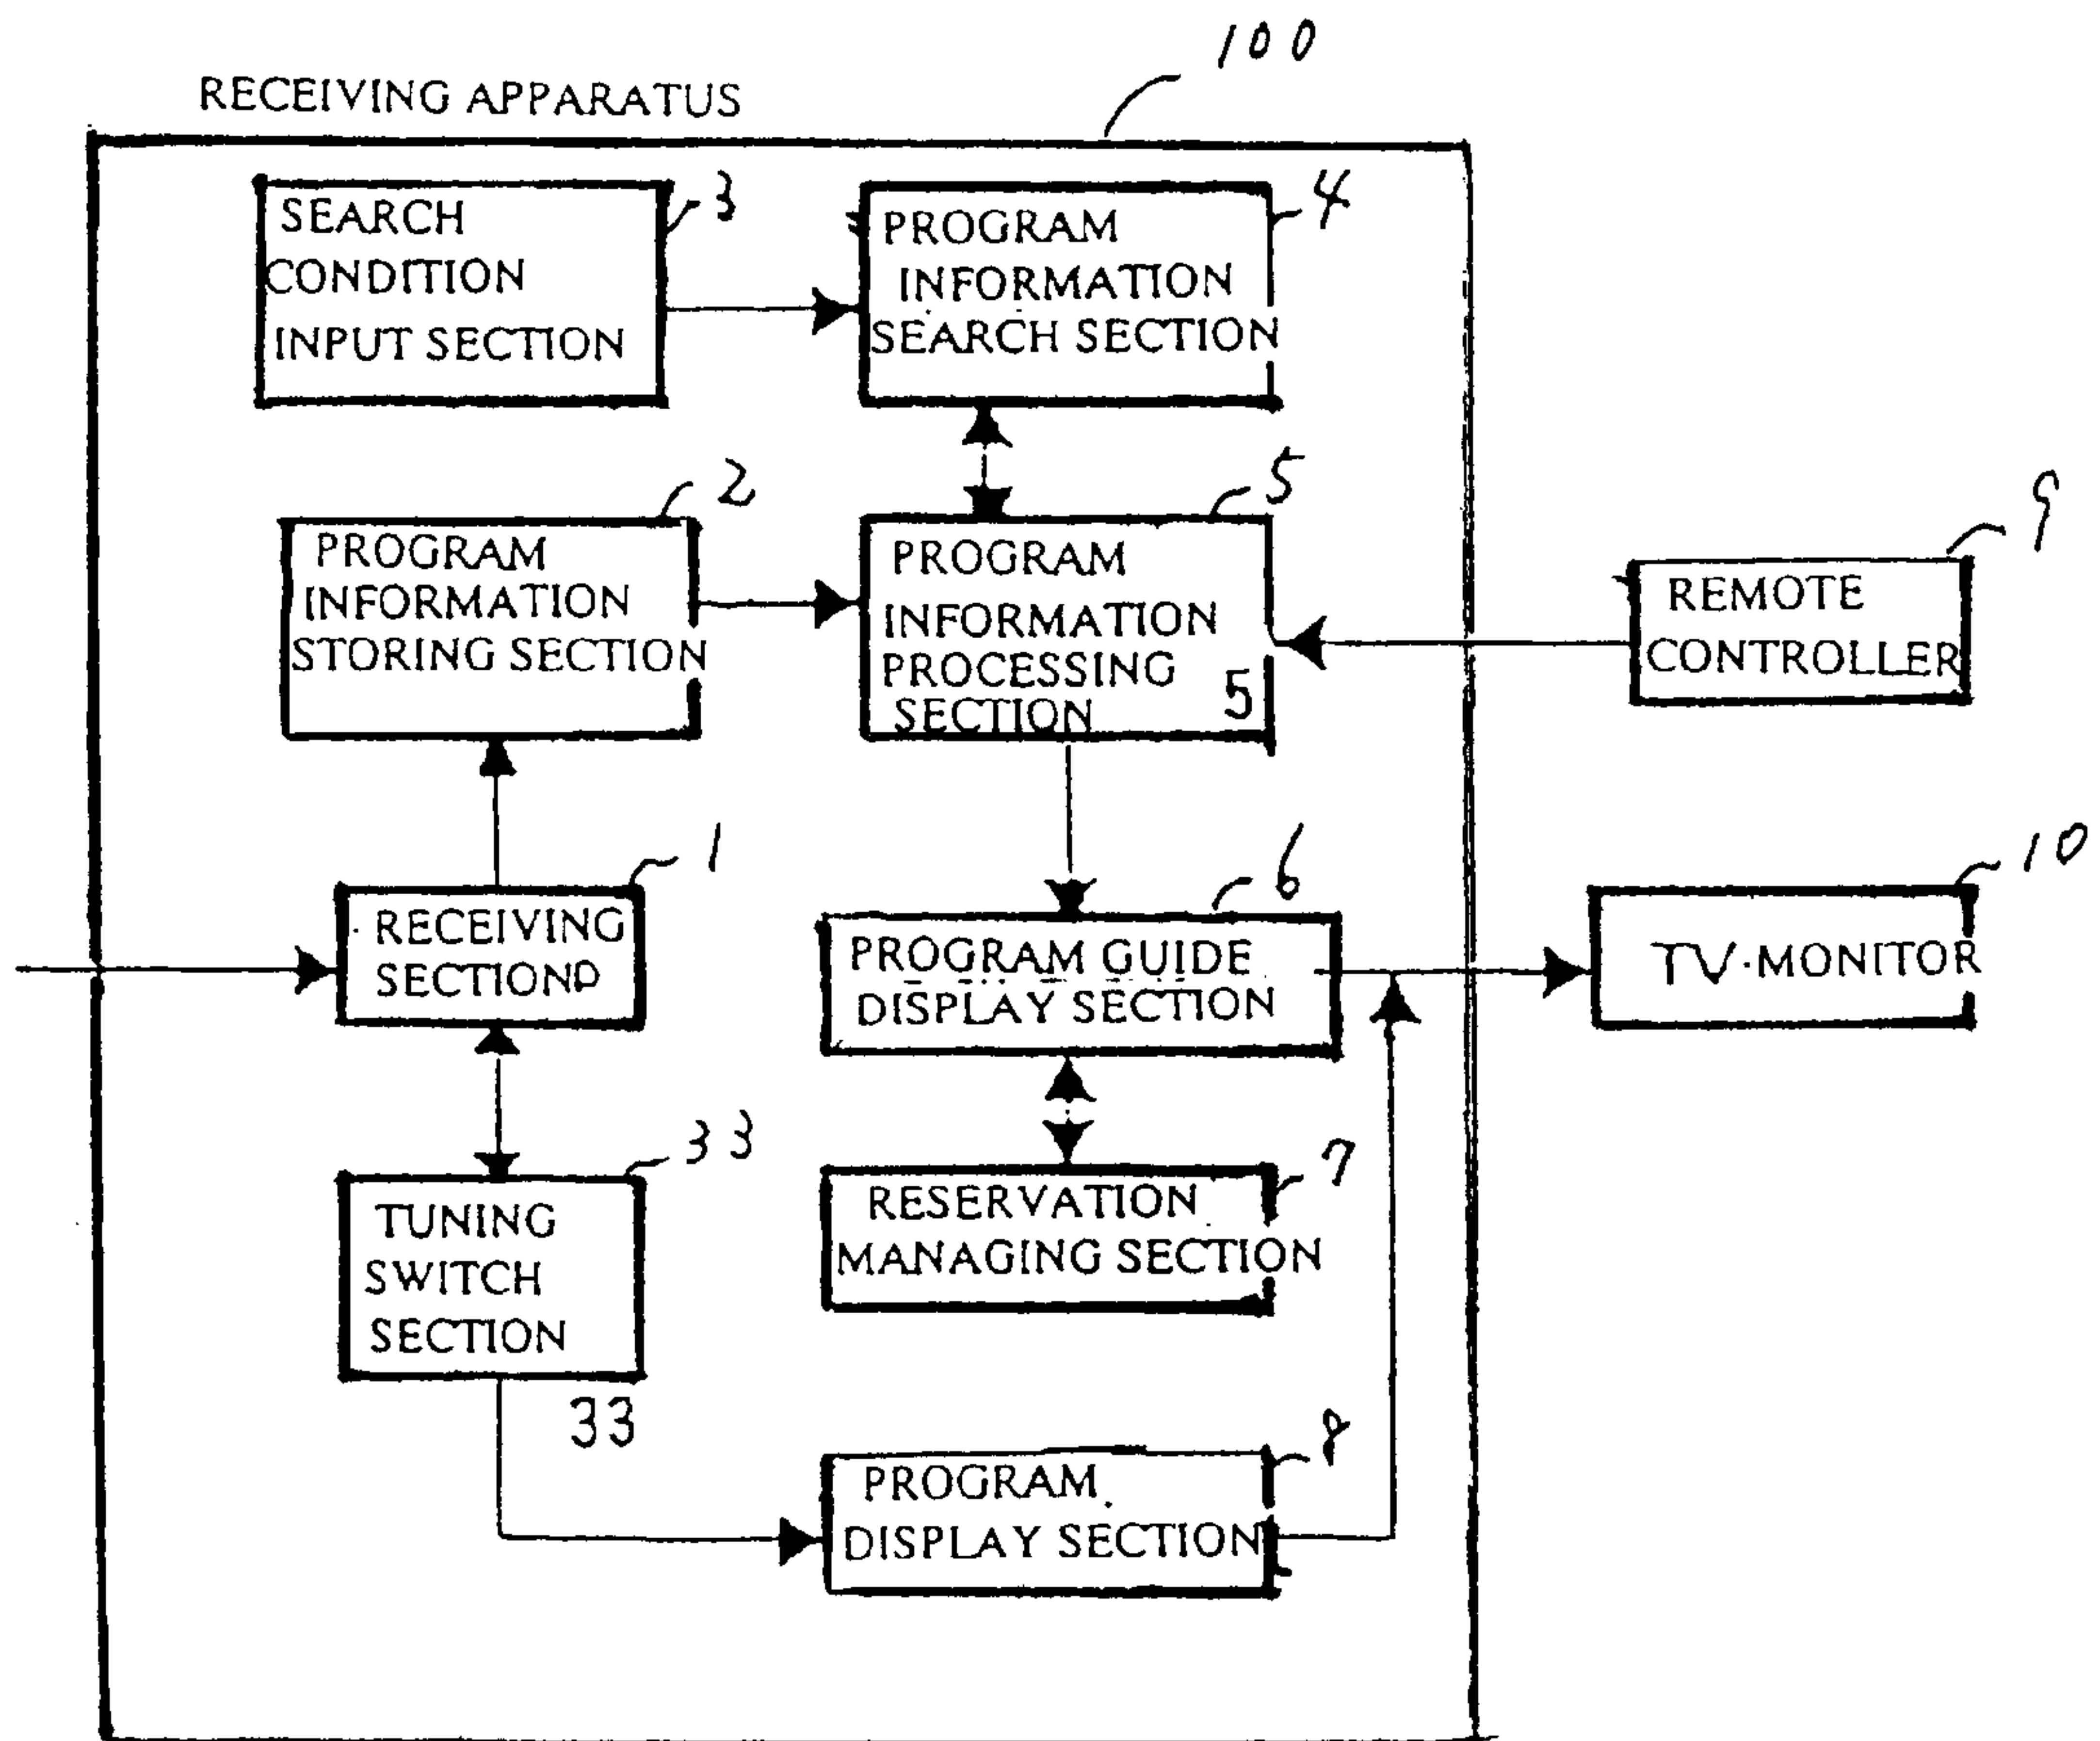 100
RECEIVING APPARATUS
3
SEARCH
CONDITION
INPUT SECTION
4
PROGRAM
INFORMATION
SEARCH SECTION
2
PROGRAM
INFORMATION
STORING SECTION
5
PROGRAM
INFORMATION
PROCESSING
SECTION
5
9
REMOTE
CONTROLLER
1
RECEIVING
SECTIOND
6
PROGRAM GUIDE
DISPLAY SECTION
10
TV·MONITOR
33
TUNING
SWITCH
SECTION
33
7
RESERVATION
MANAGING SECTION
8
PROGRAM
DISPLAY SECTION